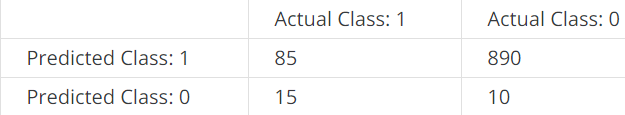 Actual Class: 1 Actual Class: 0
Predicted Class: 1 85 890
Predicted Class: 0 15 10